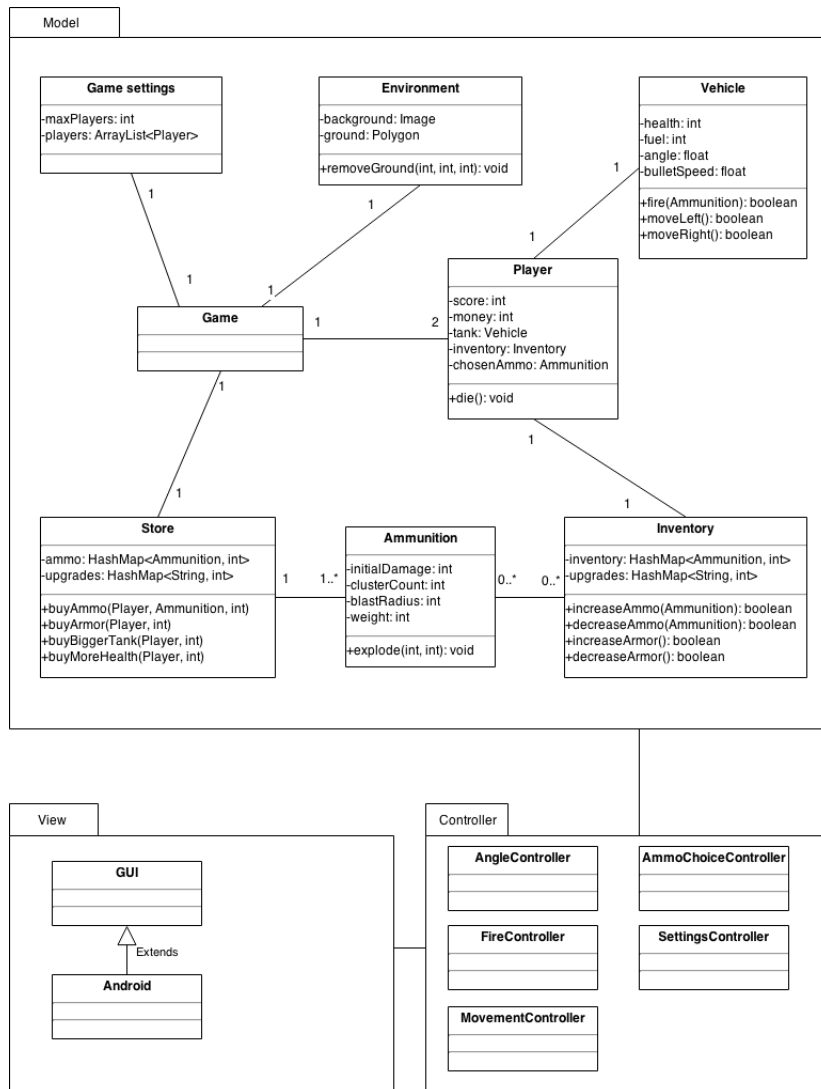 Model
Game settings
-maxPlayers: int
-players: ArrayList<Player>
Environment
-background: Image
-ground: Polygon
+removeGround(int, int, int): void
Vehicle
-health: int
-fuel: int
-angle: float
-bulletSpeed: float
+fire(Ammunition): boolean
+moveLeft(): boolean
+moveRight(): boolean
1
1
1
1
1
1
Game
1
2
Player
-score: int
-money: int
-tank: Vehicle
-inventory: Inventory
-chosenAmmo: Ammunition
+die(): void
1
1
1
1
Store
-ammo: HashMap<Ammunition, int>
-upgrades: HashMap<String, int>
+buyAmmo(Player, Ammunition, int)
+buyArmor(Player, int)
+buyBiggerTank(Player, int)
+buyMoreHealth(Player, int)
1
1..*
Ammunition
-initialDamage: int
-clusterCount: int
-blastRadius: int
-weight: int
+explode(int, int): void
0..*
0..*
Inventory
-inventory: HashMap<Ammunition, int>
-upgrades: HashMap<String, int>
+increaseAmmo(Ammunition): boolean
+decreaseAmmo(Ammunition): boolean
+increaseArmor(): boolean
+decreaseArmor(): boolean
View
GUI
Extends
Android
Controller
AngleController
AmmoChoiceController
FireController
SettingsController
MovementController